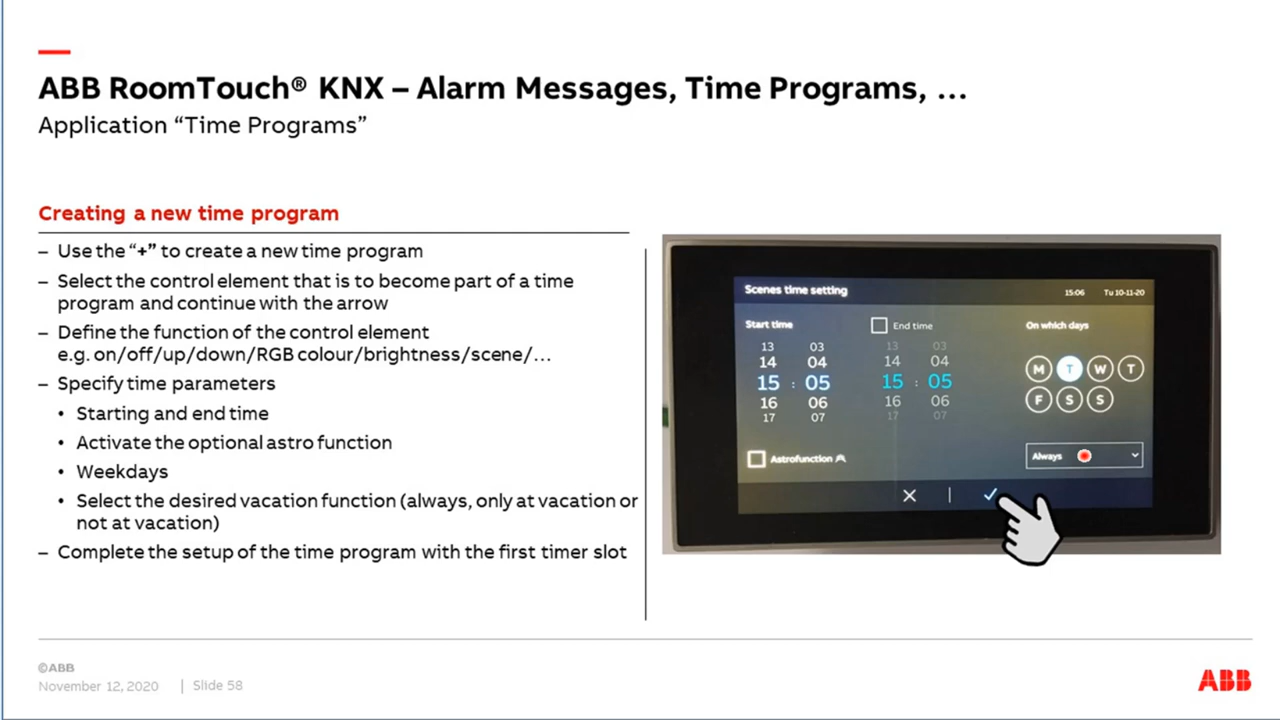 ABB RoomTouch® KNX – Alarm Messages, Time Programs, …
Application “Time Programs”
Creating a new time program
– Use the “+” to create a new time program
– Select the control element that is to become part of a time
program and continue with the arrow
– Define the function of the control element
e.g. on/off/up/down/RGB colour/brightness/scene/…
– Specify time parameters
• Starting and end time
• Activate the optional astro function
• Weekdays
• Select the desired vacation function (always, only at vacation or
not at vacation)
– Complete the setup of the time program with the first timer slot
Scenes time setting
15:06 Tu 10-11-20
Start time
End time
On which days
13 03
14 04
15 : 05
16 06
17 07
13 03
14 04
15 : 05
16 06
17 07
M T W T
F S S
Astrofunction
Always
©ABB
November 12, 2020 | Slide 58
ABB